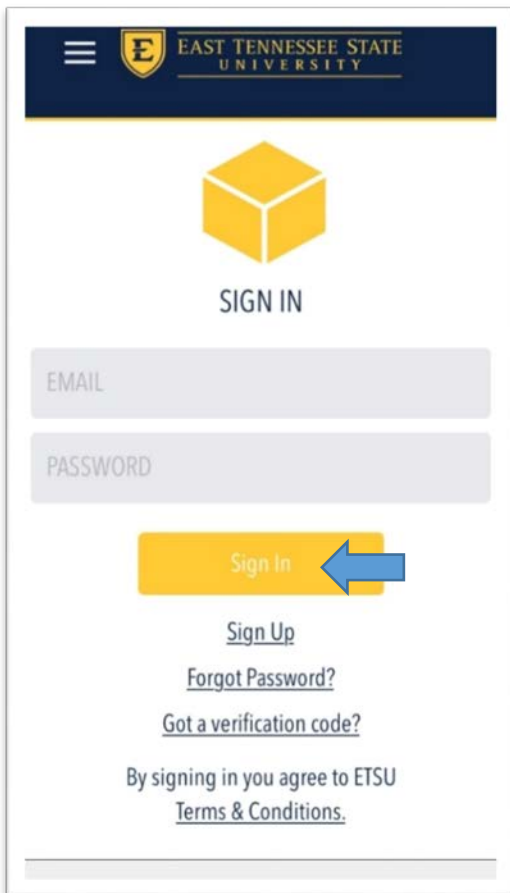 E
EAST TENNESSEE STATE
UNIVERSITY
SIGN IN
EMAIL
PASSWORD
Sign In
Sign Up
Forgot Password?
Got a verification code?
By signing in you agree to ETSU
Terms & Conditions.